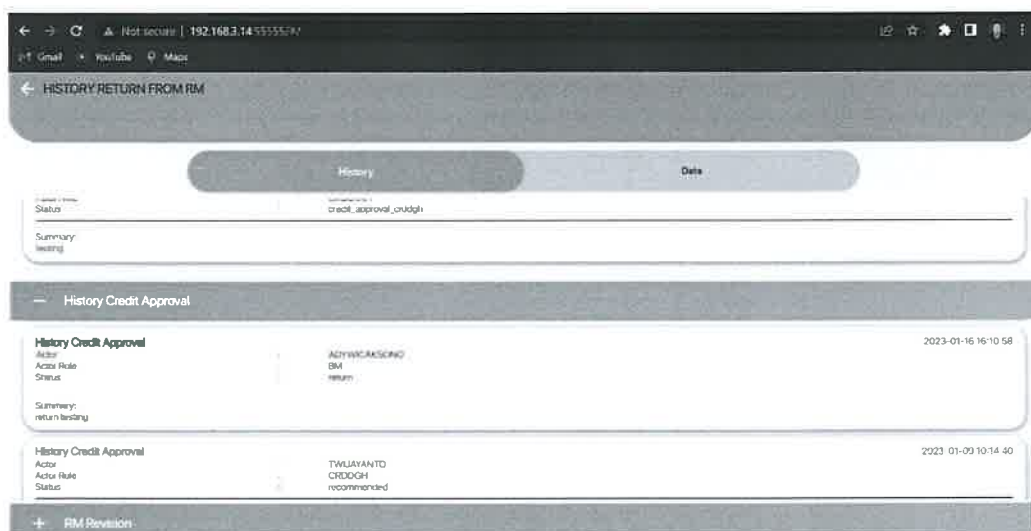 Not secure | 192.168.3.14:55555/#/
Gmail YouTube Maps
HISTORY RETURN FROM RM
History Data
Status credit_approval_crddgh
Summary:
testing
− History Credit Approval
History Credit Approval 2023-01-16 16:10:58
Actor : ADYWICAKSONO
Actor Role : BM
Status : return
Summary:
return testing
History Credit Approval 2023-01-09 10:14:40
Actor : TWIJAYANTO
Actor Role : CRDDGH
Status : recommended
+ RM Revision